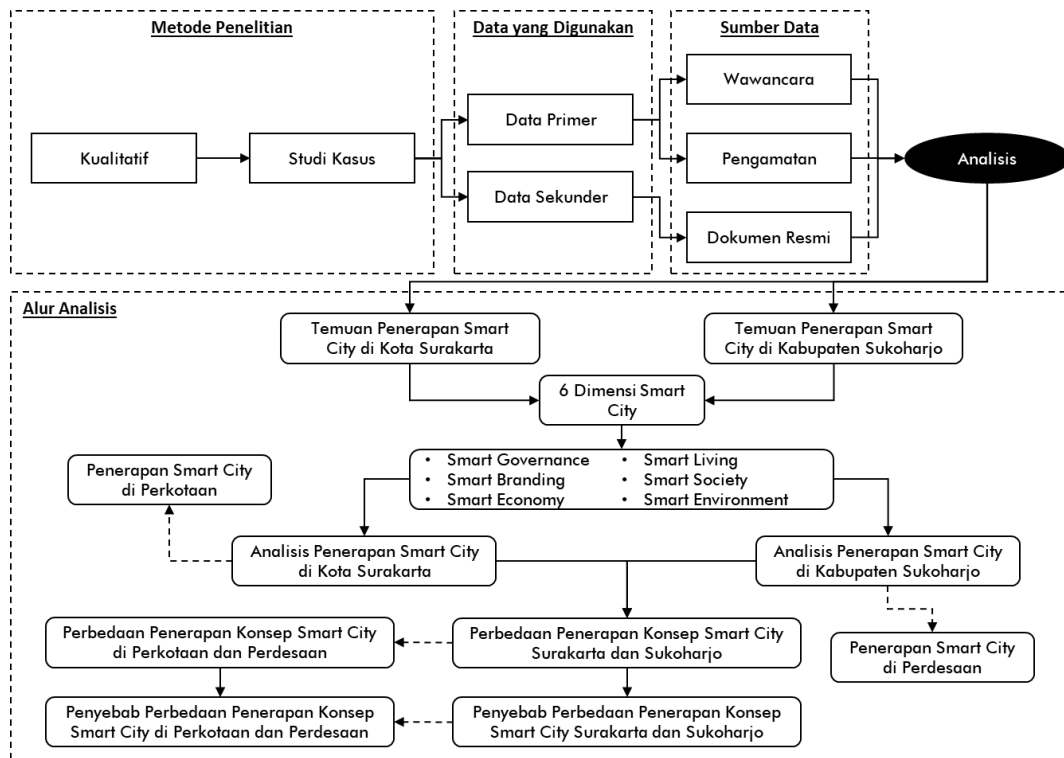 Metode Penelitian
Data yang Digunakan
Sumber Data
Kualitatif
Studi Kasus
Data Primer
Data Sekunder
Wawancara
Pengamatan
Dokumen Resmi
Analisis
Alur Analisis
Temuan Penerapan Smart
City di Kota Surakarta
Temuan Penerapan Smart
City di Kabupaten Sukoharjo
6 Dimensi Smart
City
• Smart Governance
• Smart Branding
• Smart Economy
• Smart Living
• Smart Society
• Smart Environment
Penerapan Smart City
di Perkotaan
Analisis Penerapan Smart City
di Kota Surakarta
Analisis Penerapan Smart City
di Kabupaten Sukoharjo
Perbedaan Penerapan Konsep Smart City
di Perkotaan dan Perdesaan
Perbedaan Penerapan Konsep Smart City
Surakarta dan Sukoharjo
Penerapan Smart City
di Perdesaan
Penyebab Perbedaan Penerapan Konsep
Smart City di Perkotaan dan Perdesaan
Penyebab Perbedaan Penerapan Konsep
Smart City Surakarta dan Sukoharjo